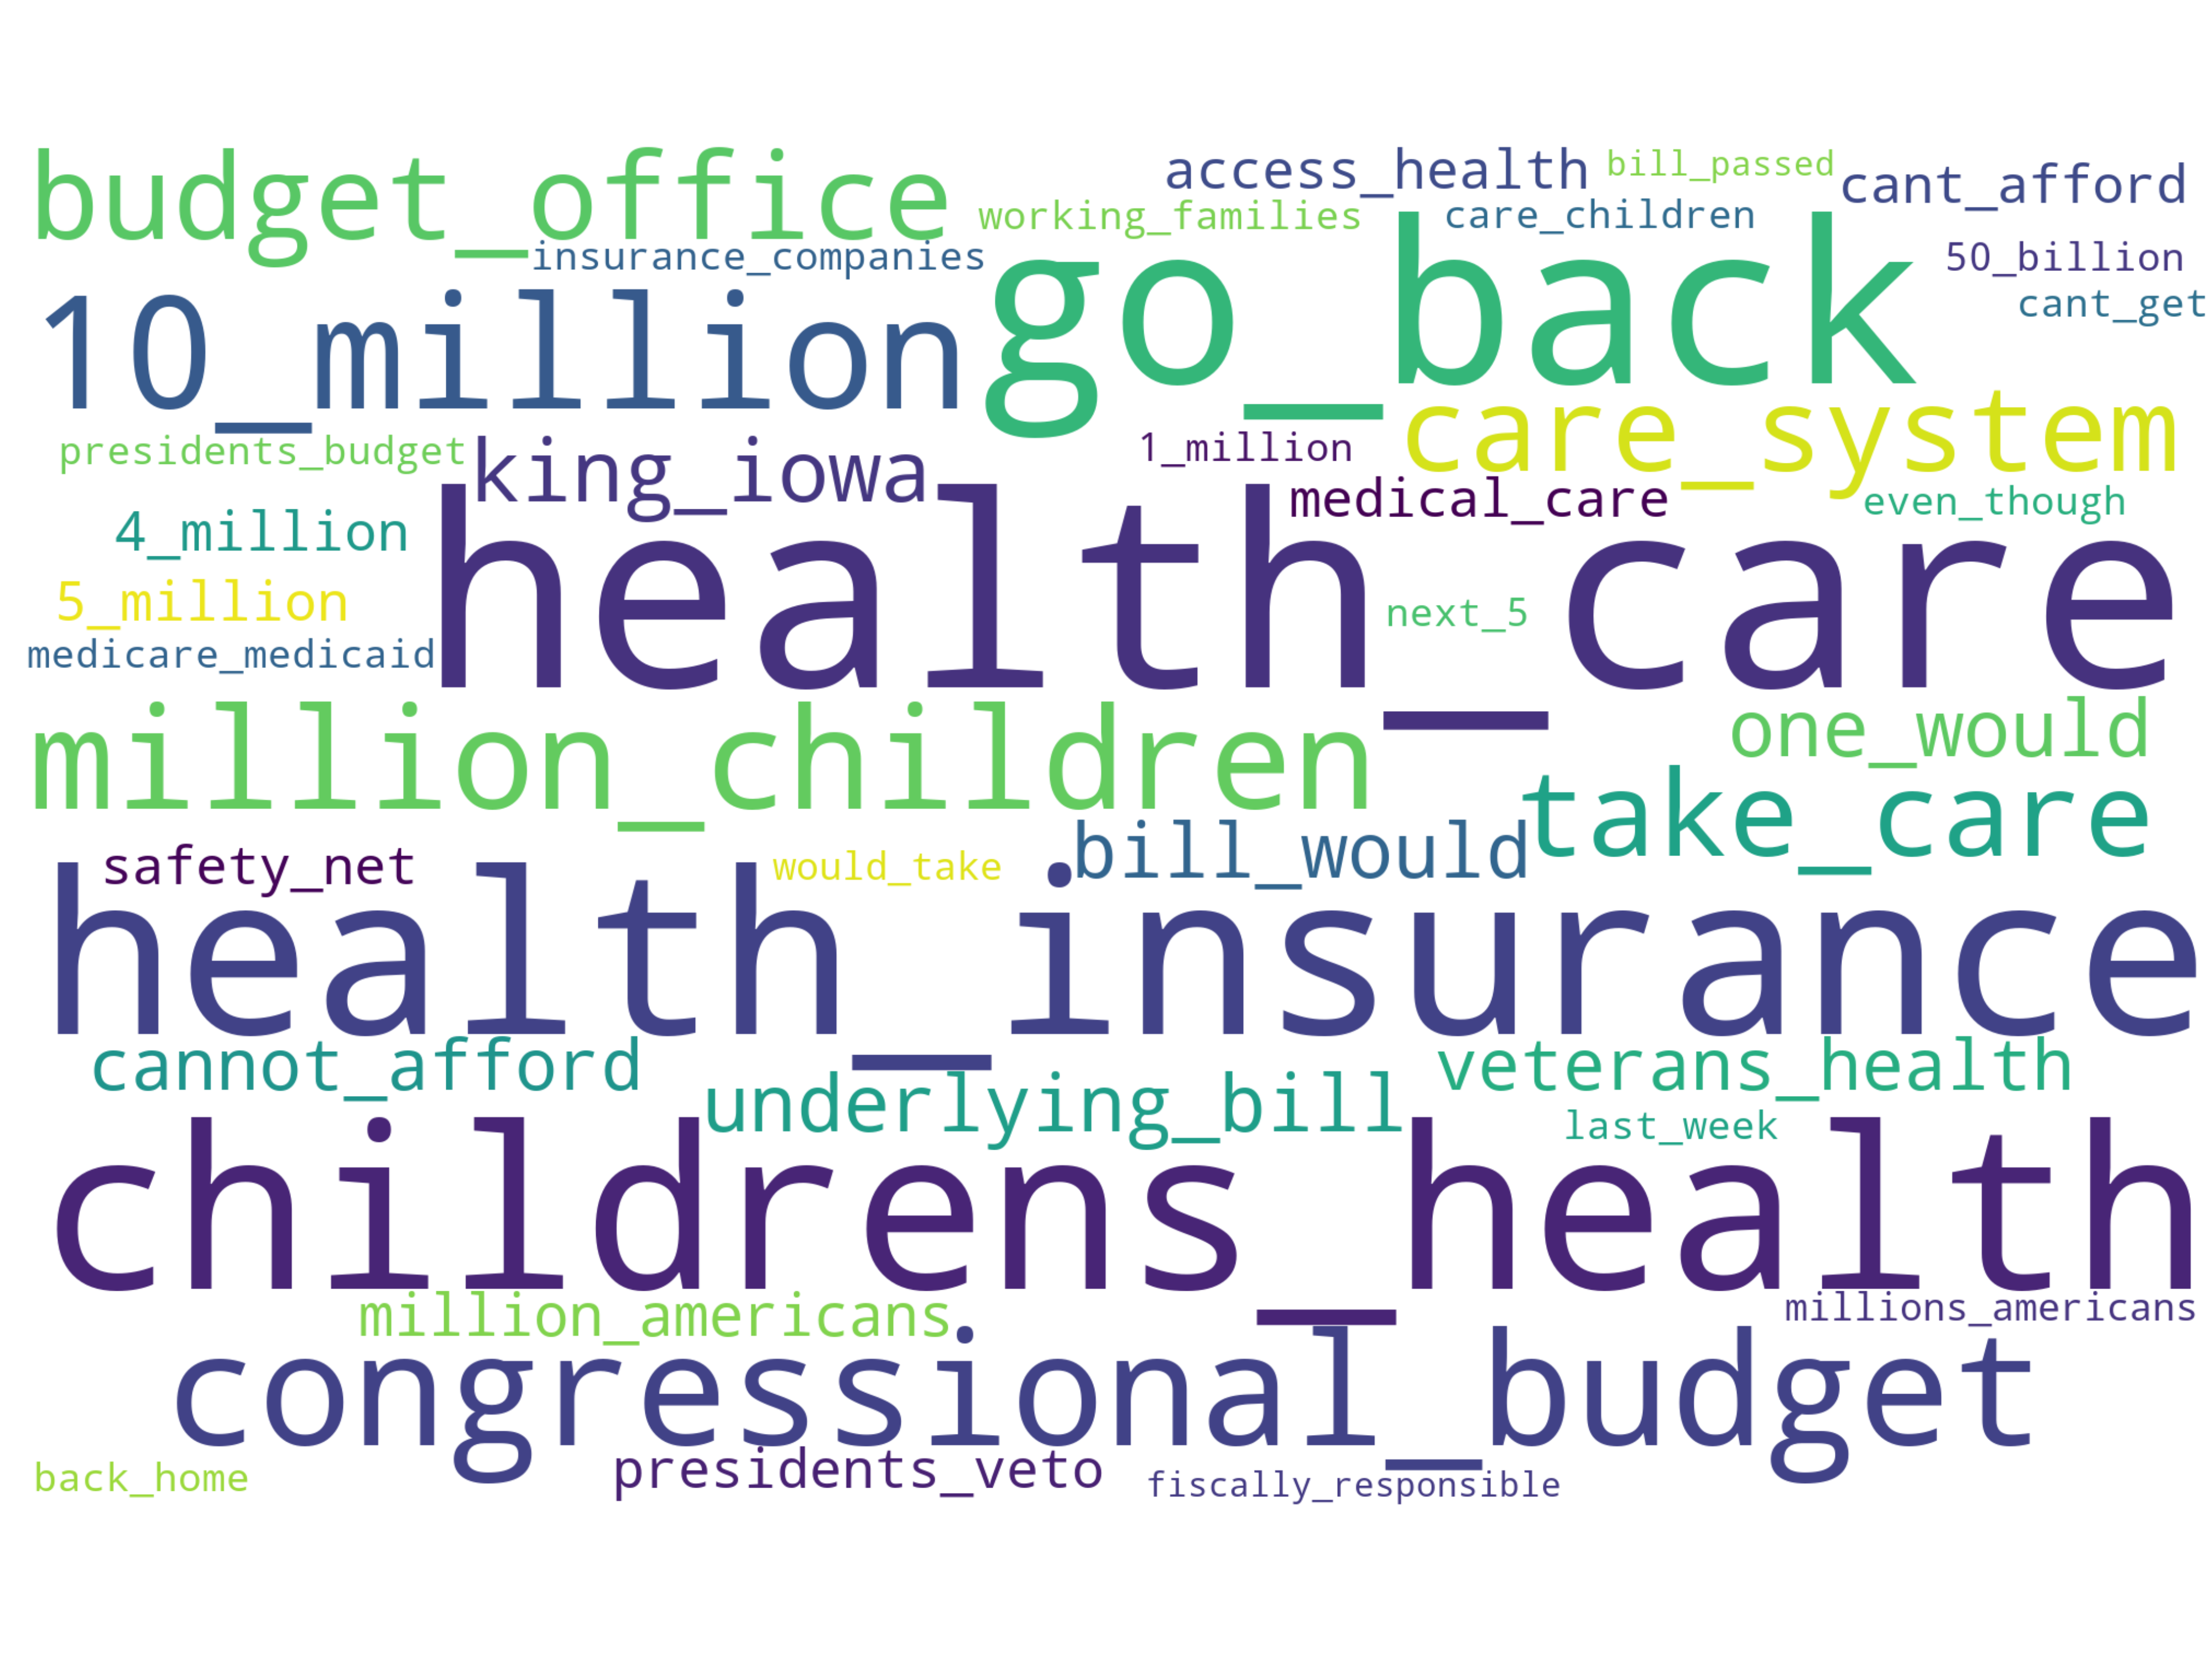 budget_office
access_health
bill_passed
cant_afford
working_families
care_children
insurance_companies
50_billion
go_back
cant_get
10_million
presidents_budget
king_iowa
1_million
care_system
medical_care
even_though
4_million
health_care
5_million
next_5
medicare_medicaid
million_children
one_would
take_care
safety_net
would_take
bill_would
health_insurance
cannot_afford
underlying_bill
veterans_health
last_week
childrens_health
million_americans
millions_americans
congressional_budget
back_home
presidents_veto
fiscally_responsible